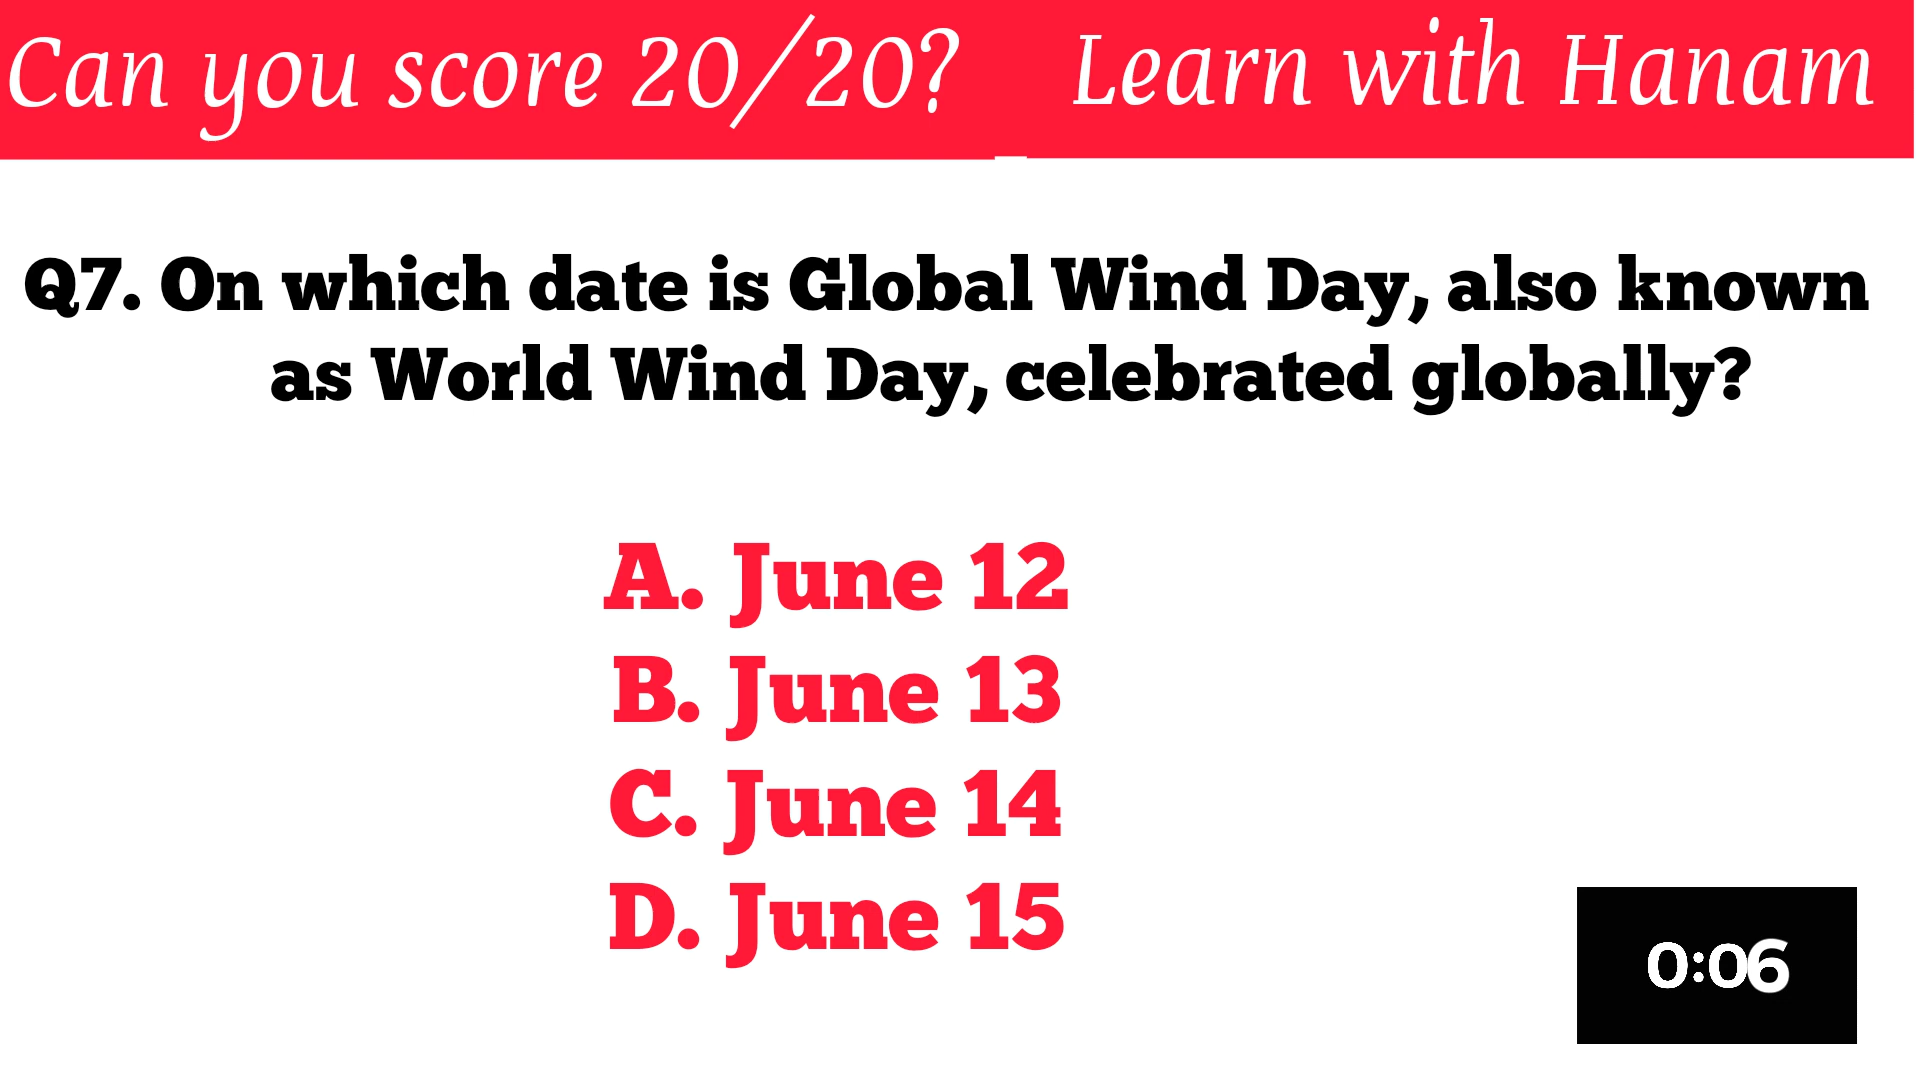 Can you score 20/20?
Learn with Hanam
Q7. On which date is Global Wind Day, also known
as World Wind Day, celebrated globally?
A. June 12
B. June 13
C. June 14
D. June 15
0:06